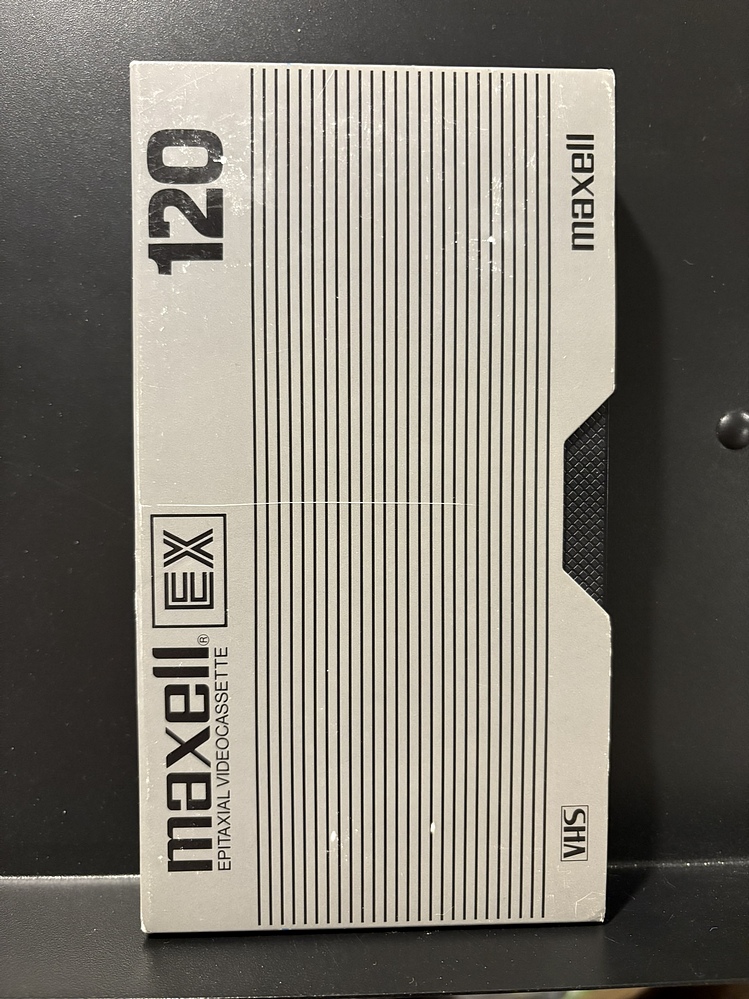 maxell® EX
EPITAXIAL VIDEOCASSETTE
120
VHS
maxell